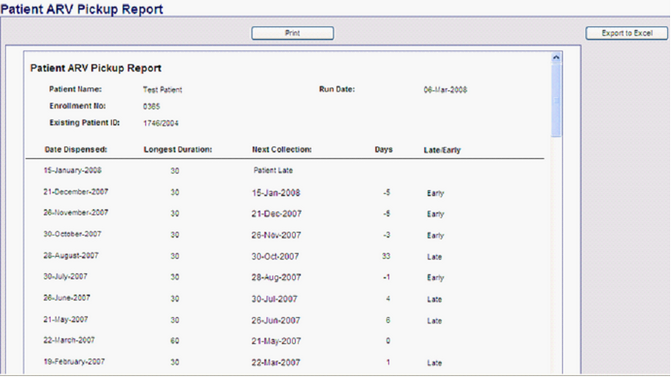 Patient ARV Pickup Report
Print Export to Excel
Patient ARV Pickup Report
Patient Name: Test Patient Run Date: 06-Mar-2008
Enrollment No: 0365
Existing Patient ID: 1746/2004
Date Dispensed: Longest Duration: Next Collection: Days Late/Early
15-January-2008 30 Patient Late
21-December-2007 30 15-Jan-2008 -5 Early
26-November-2007 30 21-Dec-2007 -5 Early
30-October-2007 30 26-Nov-2007 -3 Early
28-August-2007 30 30-Oct-2007 33 Late
30-July-2007 30 28-Aug-2007 -1 Early
26-June-2007 30 30-Jul-2007 4 Late
21-May-2007 30 26-Jun-2007 6 Late
22-March-2007 60 21-May-2007 0
19-February-2007 30 22-Mar-2007 1 Late